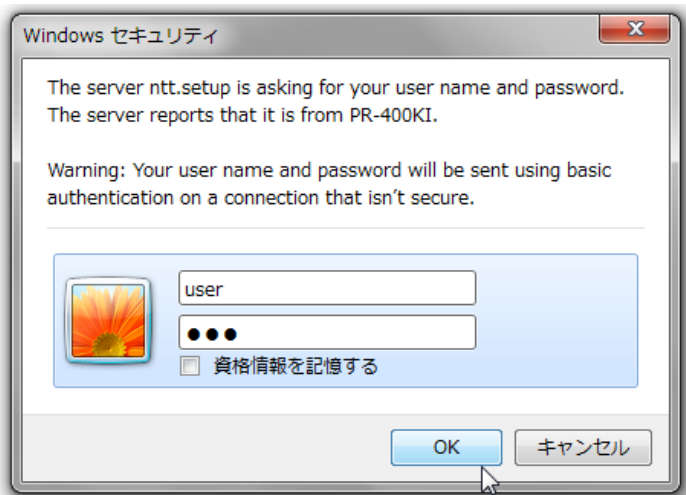 Windows セキュリティ
The server ntt.setup is asking for your user name and password.
The server reports that it is from PR-400KI.
Warning: Your user name and password will be sent using basic
authentication on a connection that isn't secure.
user
●●●
資格情報を記憶する
OK
キャンセル